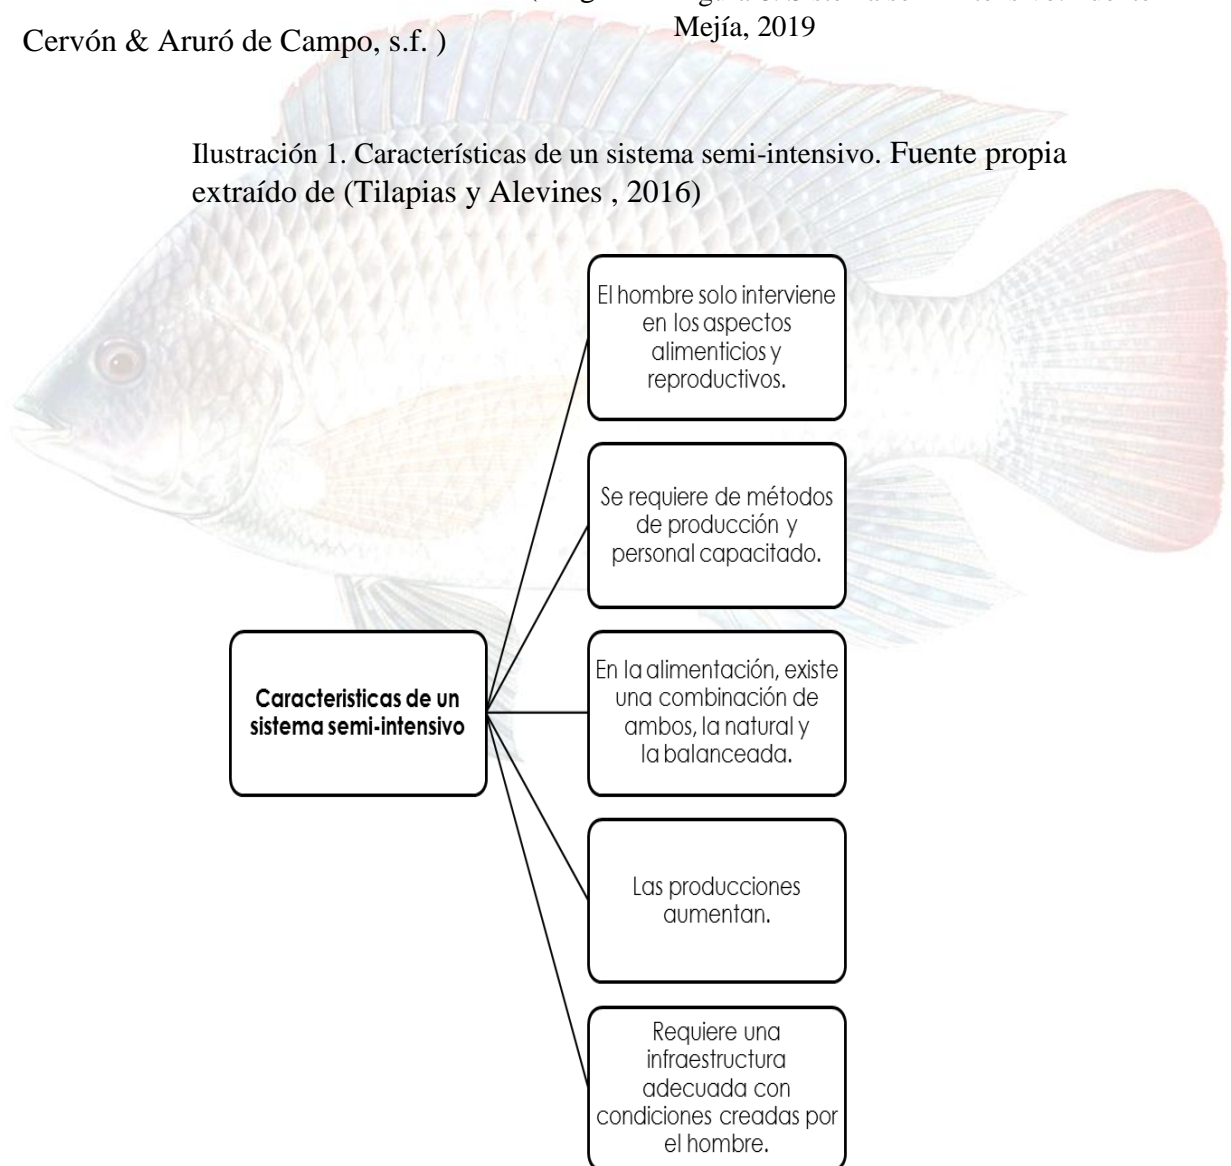 Cervón & Aruró de Campo, s.f. )
Mejía, 2019
Ilustración 1. Características de un sistema semi-intensivo. Fuente propia
extraído de (Tilapias y Alevines , 2016)
El hombre solo interviene
en los aspectos
alimenticios y
reproductivos.
Se requiere de métodos
de producción y
personal capacitado.
En la alimentación, existe
una combinación de
ambos, la natural y
la balanceada.
Caracteristicas de un
sistema semi-intensivo
Las producciones
aumentan.
Requiere una
infraestructura
adecuada con
condiciones creadas por
el hombre.